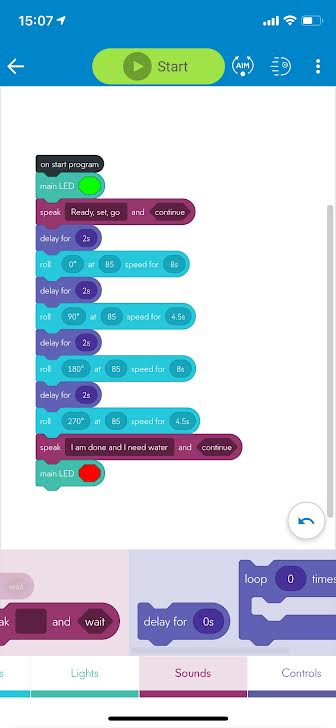 15:07
Start
AIM
on start program
main LED
speak Ready, set, go and continue
delay for 2s
roll 0° at 85 speed for 8s
delay for 2s
roll 90° at 85 speed for 4.5s
delay for 2s
roll 180° at 85 speed for 8s
delay for 2s
roll 270° at 85 speed for 4.5s
speak I am done and I need water and continue
main LED
wait
ak and wait
delay for 0s
loop 0 times
s Lights Sounds Controls